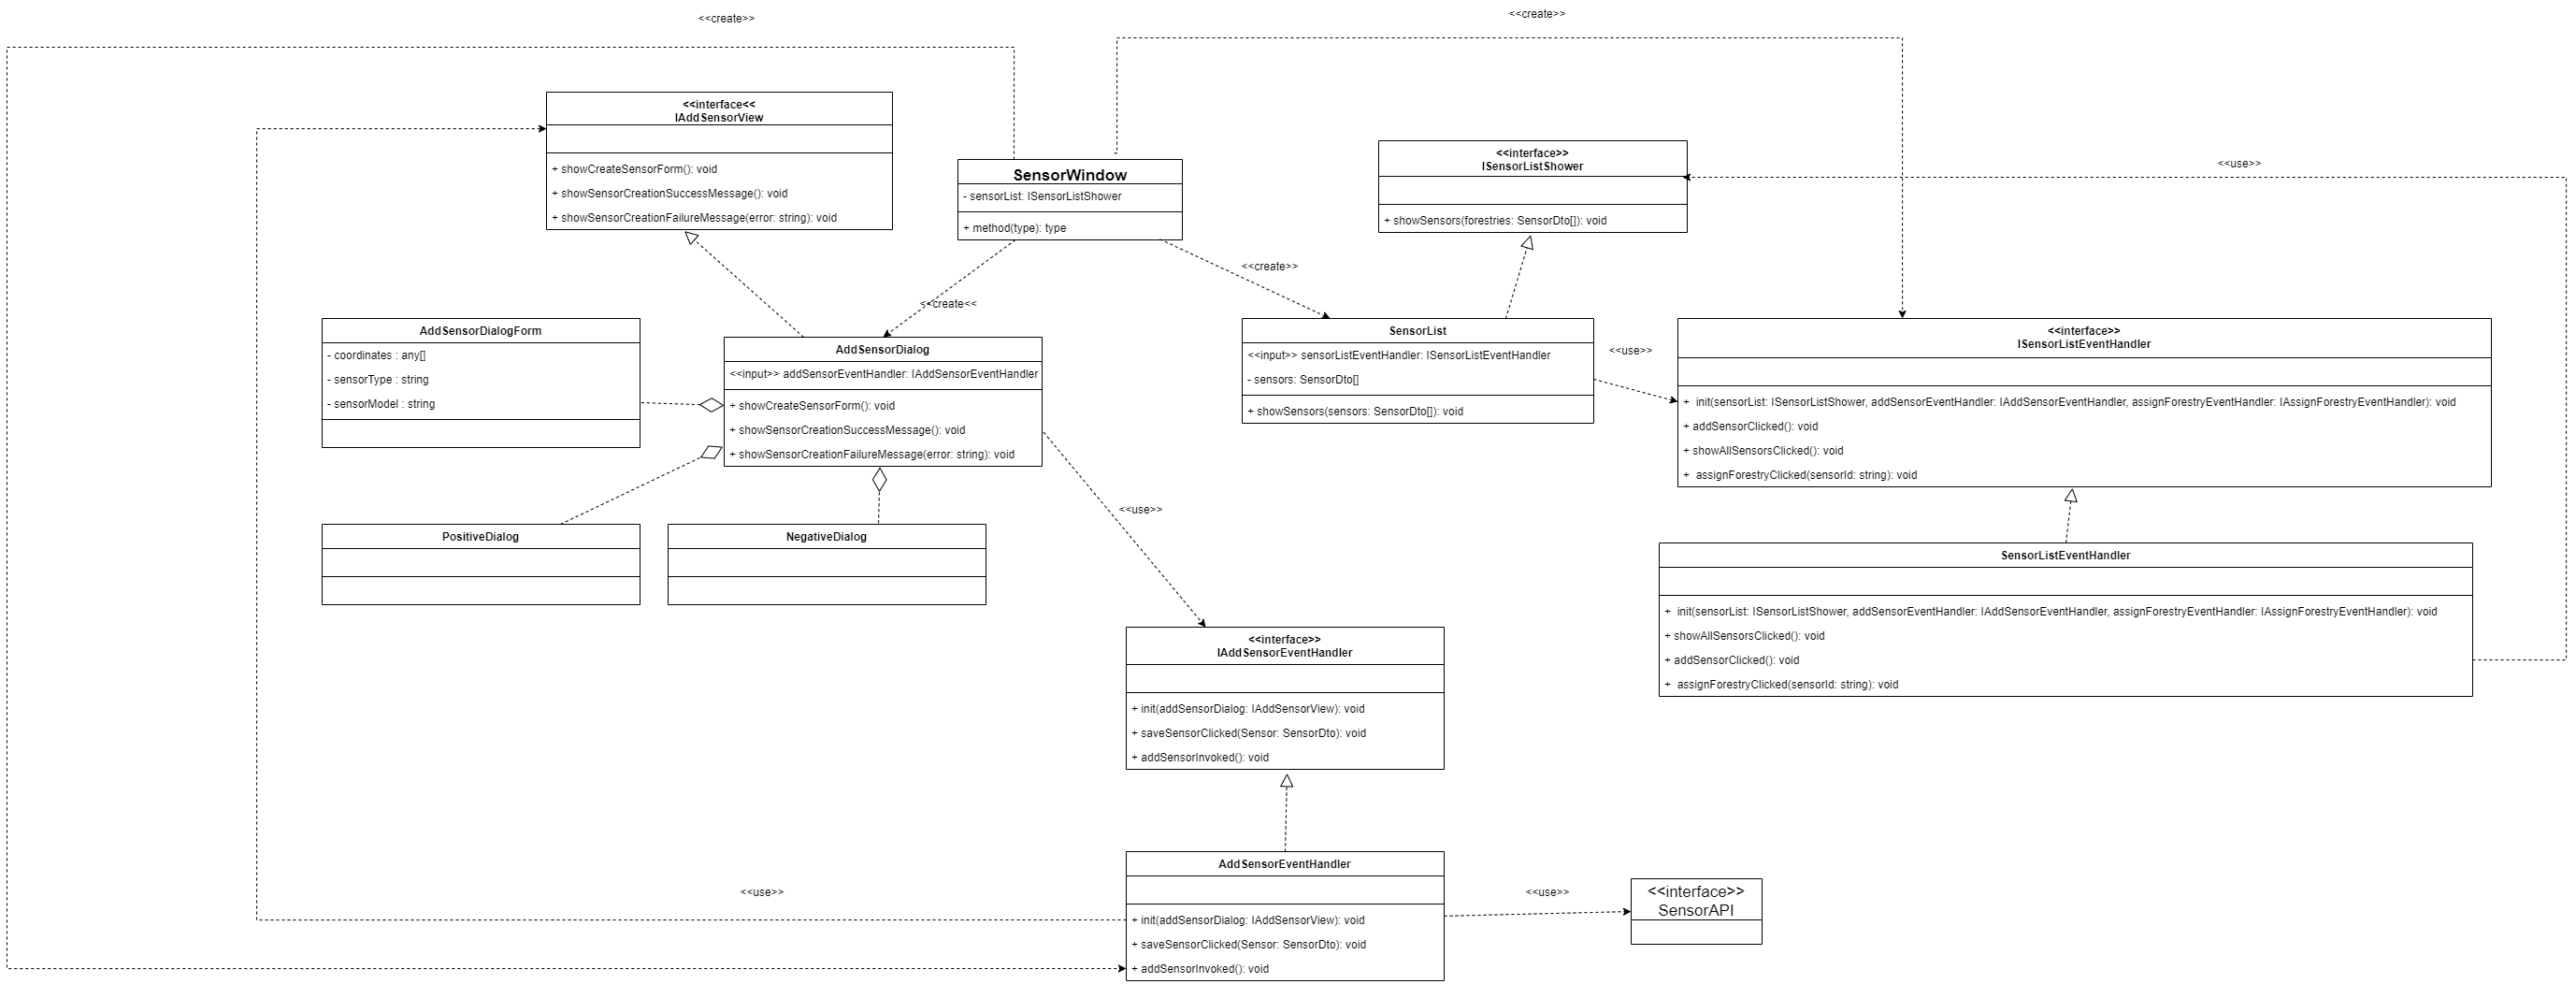 <<create>>
<<create>>
<<interface<<
IAddSensorView
+ showCreateSensorForm(): void
+ showSensorCreationSuccessMessage(): void
+ showSensorCreationFailureMessage(error: string): void
SensorWindow
- sensorList: ISensorListShower
+ method(type): type
<<interface>>
ISensorListShower
+ showSensors(forestries: SensorDto[]): void
<<use>>
<<create>>
<<create<<
AddSensorDialogForm
- coordinates : any[]
- sensorType : string
- sensorModel : string
AddSensorDialog
<<input>> addSensorEventHandler: IAddSensorEventHandler
+ showCreateSensorForm(): void
+ showSensorCreationSuccessMessage(): void
+ showSensorCreationFailureMessage(error: string): void
SensorList
<<input>> sensorListEventHandler: ISensorListEventHandler
- sensors: SensorDto[]
+ showSensors(sensors: SensorDto[]): void
<<use>>
<<interface>>
ISensorListEventHandler
+ init(sensorList: ISensorListShower, addSensorEventHandler: IAddSensorEventHandler, assignForestryEventHandler: IAssignForestryEventHandler): void
+ addSensorClicked(): void
+ showAllSensorsClicked(): void
+ assignForestryClicked(sensorId: string): void
<<use>>
PositiveDialog
NegativeDialog
SensorListEventHandler
+ init(sensorList: ISensorListShower, addSensorEventHandler: IAddSensorEventHandler, assignForestryEventHandler: IAssignForestryEventHandler): void
+ showAllSensorsClicked(): void
+ addSensorClicked(): void
+ assignForestryClicked(sensorId: string): void
<<interface>>
IAddSensorEventHandler
+ init(addSensorDialog: IAddSensorView): void
+ saveSensorClicked(Sensor: SensorDto): void
+ addSensorInvoked(): void
<<use>>
AddSensorEventHandler
+ init(addSensorDialog: IAddSensorView): void
+ saveSensorClicked(Sensor: SensorDto): void
+ addSensorInvoked(): void
<<use>>
<<interface>>
SensorAPI